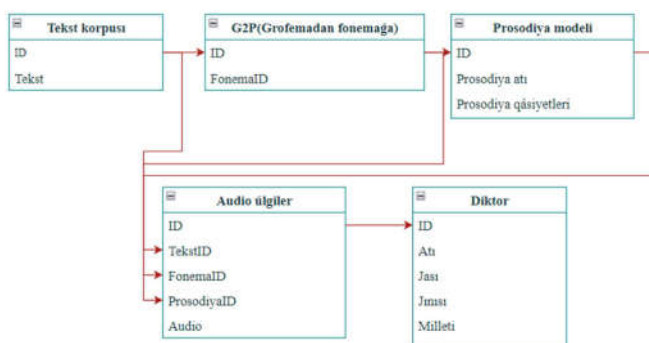 Tekst korpusı
ID
Tekst
G2P(Grofemadan fonemaǵa)
ID
FonemaID
Prosodiya modeli
ID
Prosodiya atı
Prosodiya qásiyetleri
Audio úlgiler
ID
TekstID
FonemaID
ProsodiyaID
Audio
Diktor
ID
Atı
Jası
Jınısı
Milleti